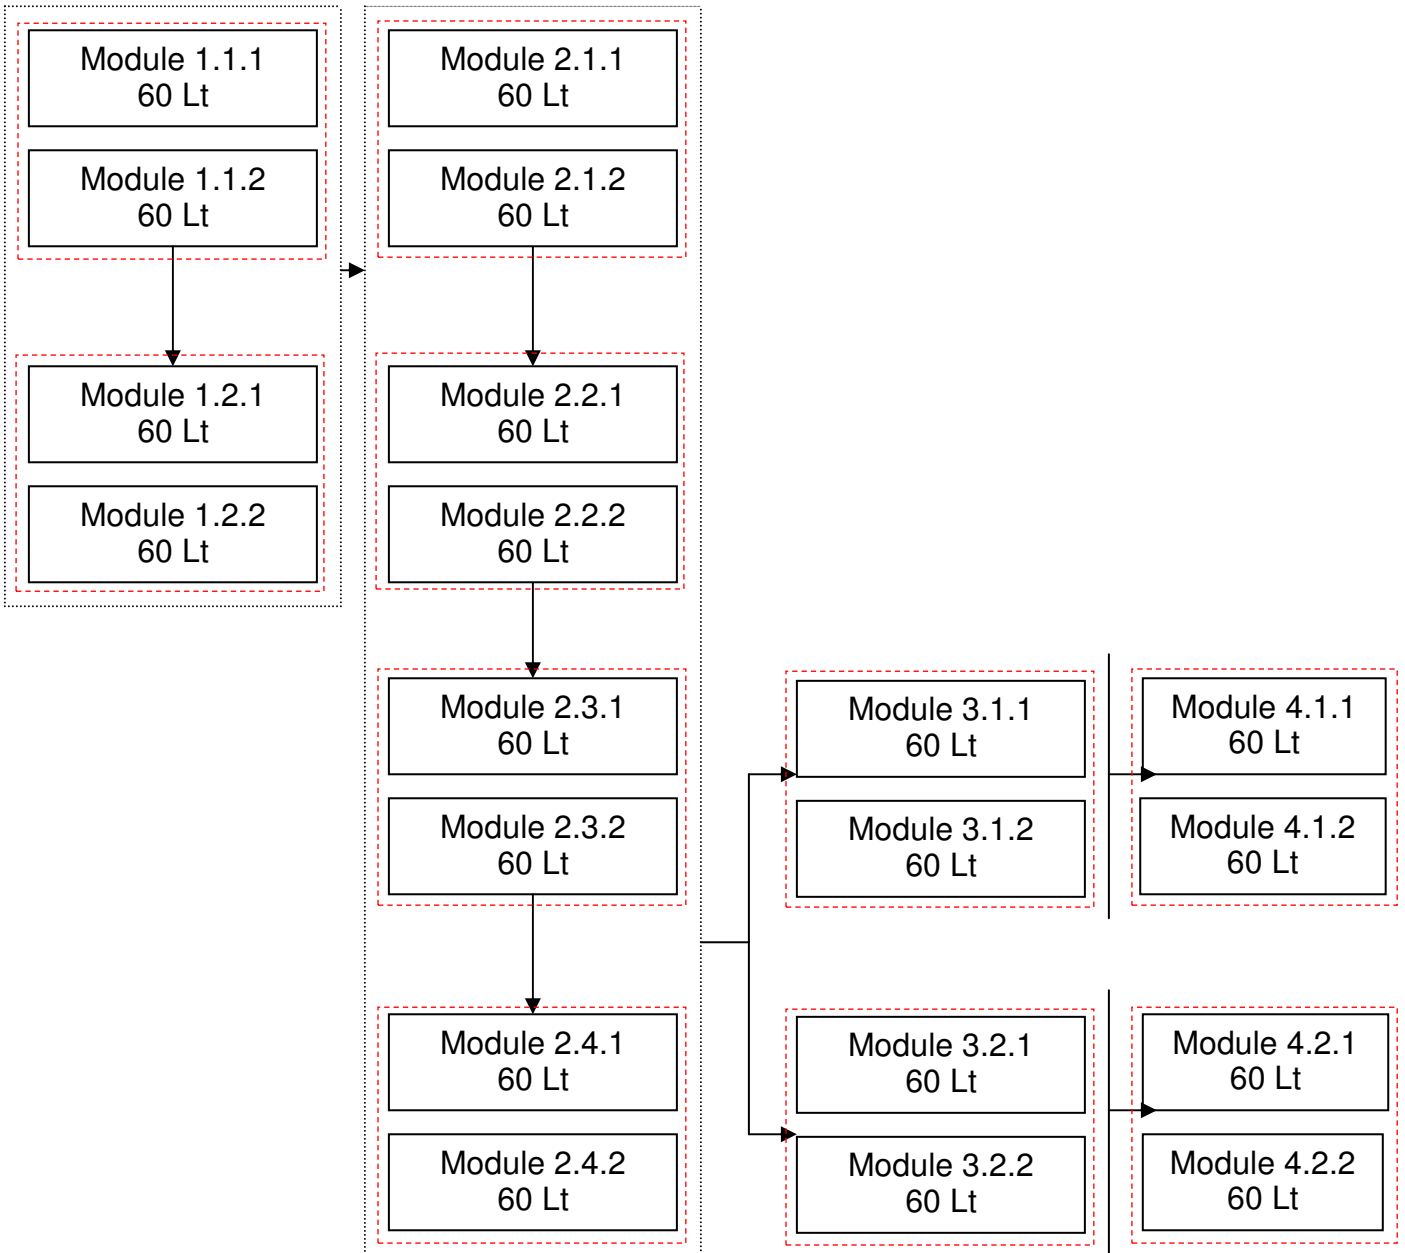 Module 1.1.1
60 Lt
Module 1.1.2
60 Lt
Module 1.2.1
60 Lt
Module 1.2.2
60 Lt
Module 2.1.1
60 Lt
Module 2.1.2
60 Lt
Module 2.2.1
60 Lt
Module 2.2.2
60 Lt
Module 2.3.1
60 Lt
Module 2.3.2
60 Lt
Module 2.4.1
60 Lt
Module 2.4.2
60 Lt
Module 3.1.1
60 Lt
Module 3.1.2
60 Lt
Module 3.2.1
60 Lt
Module 3.2.2
60 Lt
Module 4.1.1
60 Lt
Module 4.1.2
60 Lt
Module 4.2.1
60 Lt
Module 4.2.2
60 Lt